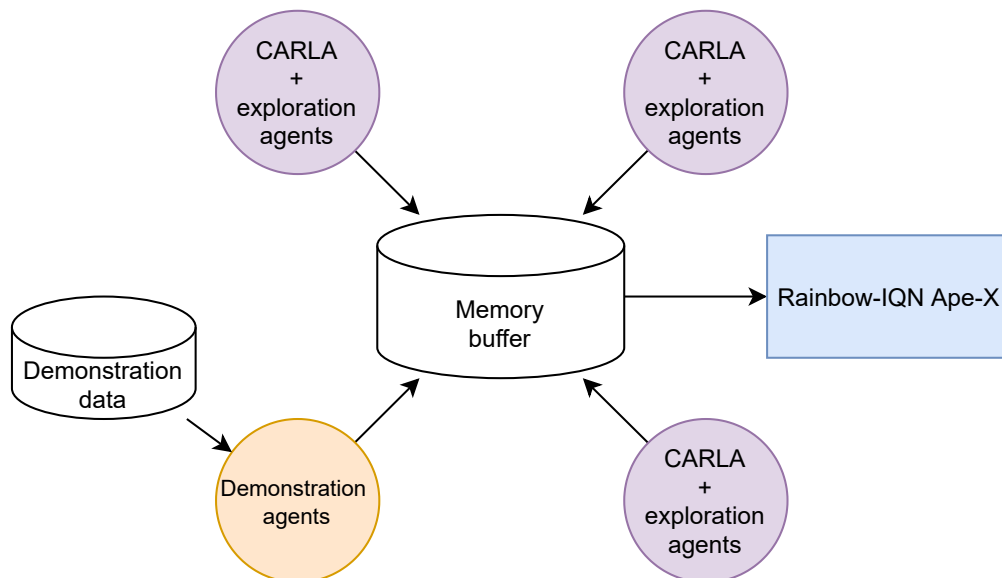 CARLA
+
exploration
agents
CARLA
+
exploration
agents
Memory
buffer
Rainbow-IQN Ape-X
Demonstration
data
Demonstration
agents
CARLA
+
exploration
agents